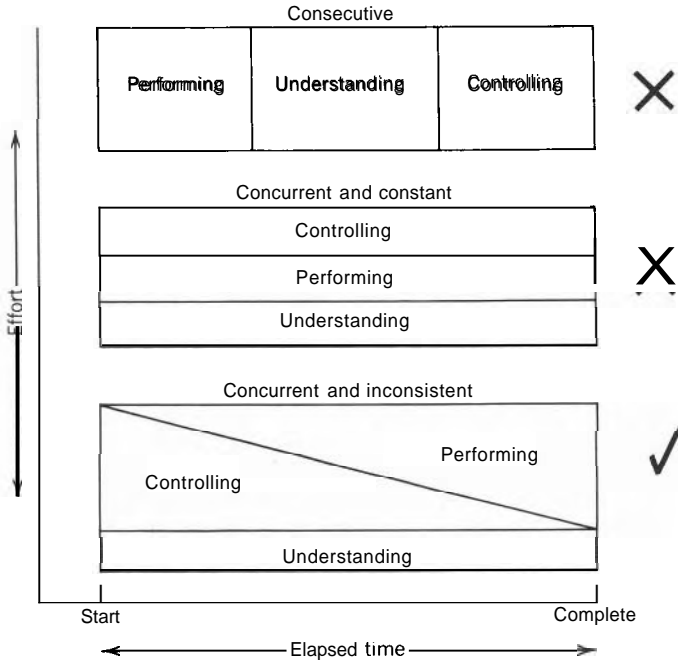 Consecutive
Performing Understanding Controlling
Concurrent and constant
Controlling
Performing
Understanding
Effort
Concurrent and inconsistent
Performing
Controlling
Understanding
Start Complete
Elapsed time